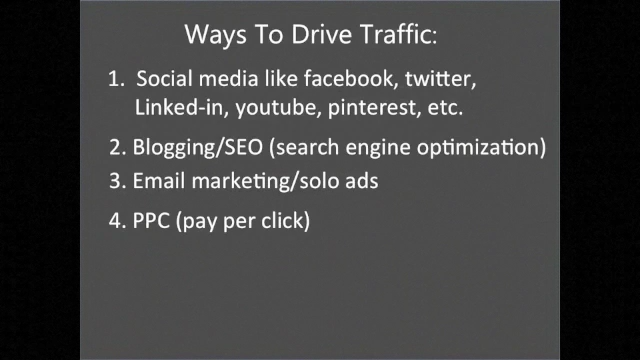 Ways To Drive Traffic:
1. Social media like facebook, twitter,
Linked-in, youtube, pinterest, etc.
2. Blogging/SEO (search engine optimization)
3. Email marketing/solo ads
4. PPC (pay per click)